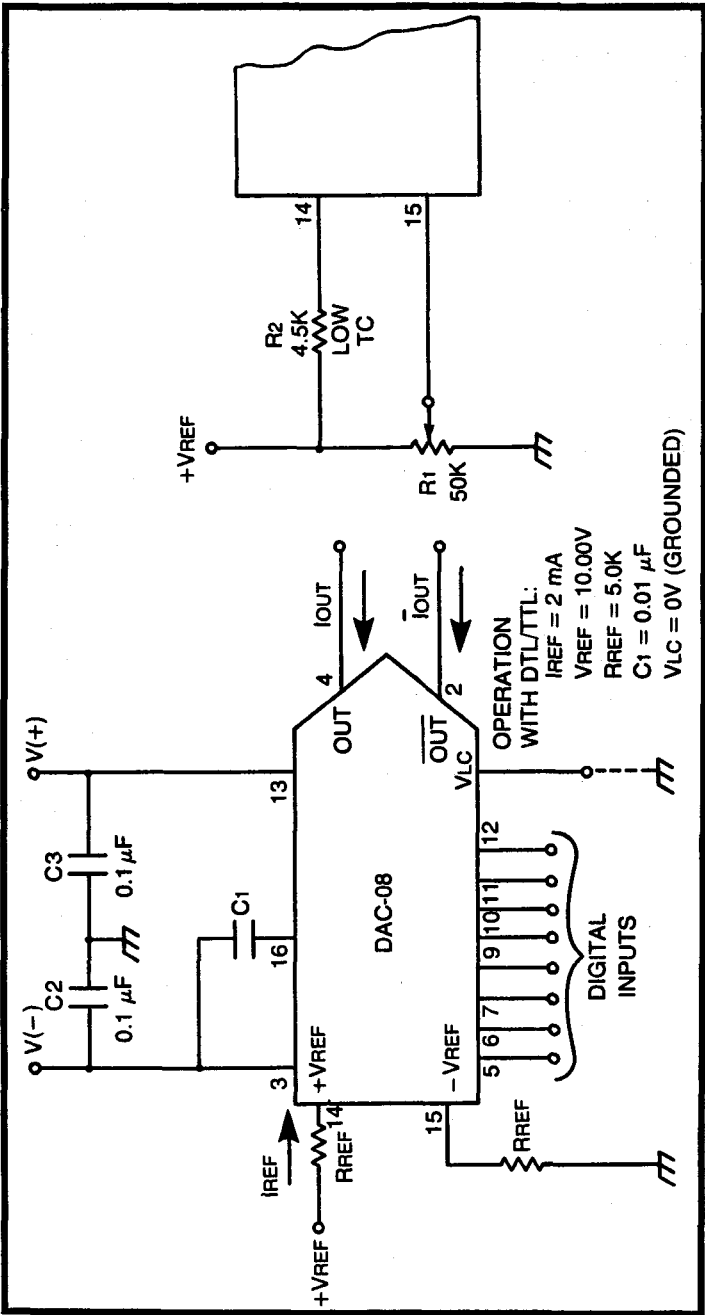 V(−)
V(+)
C2
C3
0.1 µF
0.1 µF
C1
3
16
13
IREF
+VREF
RREF
14
+VREF
DAC-08
OUT
4
IOUT
OUT
2
IOUT
15
− VREF
VLC
5
6
7
9
10
11
12
RREF
DIGITAL
INPUTS
OPERATION
WITH DTL/TTL:
IREF = 2 mA
VREF = 10.00V
RREF = 5.0K
C1 = 0.01 µF
VLC = 0V (GROUNDED)
+VREF
R2
4.5K
LOW
TC
14
15
R1
50K